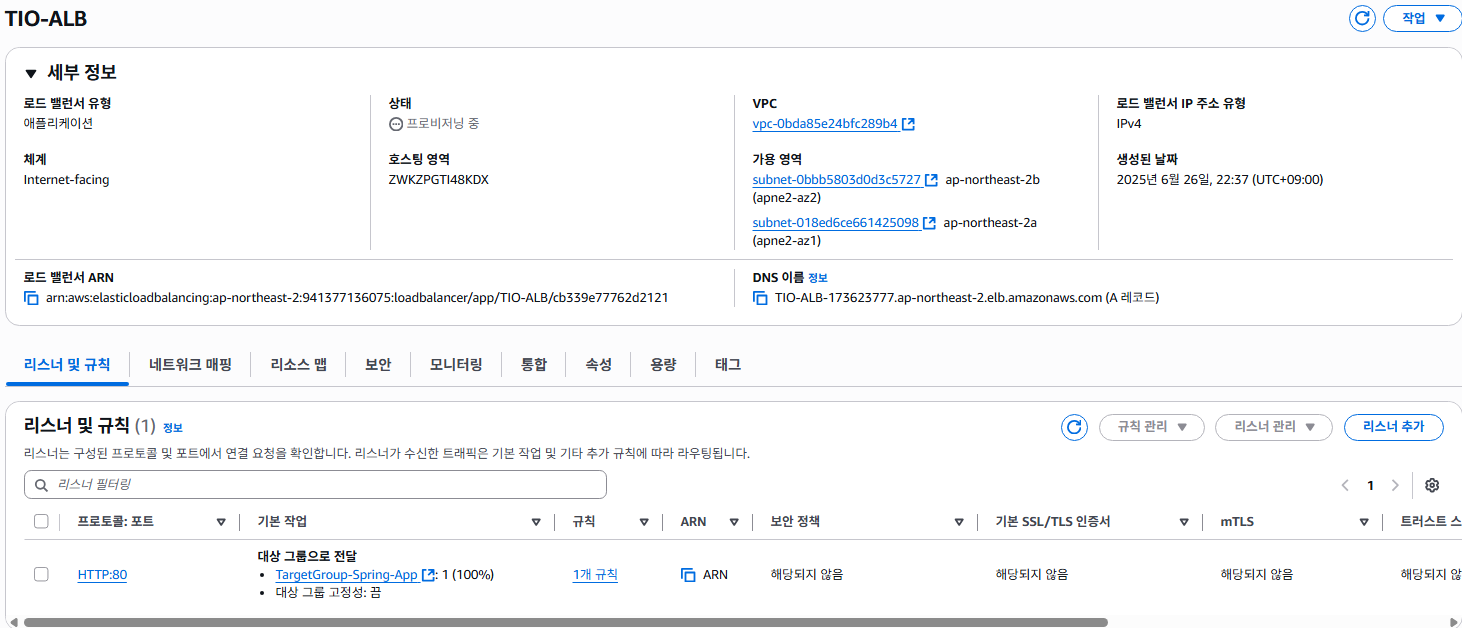 TIO-ALB
작업
세부 정보
로드 밸런서 유형
애플리케이션
상태
프로비저닝 중
VPC
vpc-0bda85e24bfc289b4
로드 밸런서 IP 주소 유형
IPv4
체계
Internet-facing
호스팅 영역
ZWKZPGTI48KDX
가용 영역
subnet-0bbb5803d0d3c5727 ap-northeast-2b
(apne2-az2)
subnet-018ed6ce661425098 ap-northeast-2a
(apne2-az1)
생성된 날짜
2025년 6월 26일, 22:37 (UTC+09:00)
로드 밸런서 ARN
arn:aws:elasticloadbalancing:ap-northeast-2:941377136075:loadbalancer/app/TIO-ALB/cb339e77762d2121
DNS 이름 정보
TIO-ALB-173623777.ap-northeast-2.elb.amazonaws.com (A 레코드)
리스너 및 규칙 네트워크 매핑 리소스 맵 보안 모니터링 통합 속성 용량 태그
리스너 및 규칙 (1) 정보
규칙 관리 리스너 관리 리스너 추가
리스너는 구성된 프로토콜 및 포트에서 연결 요청을 확인합니다. 리스너가 수신한 트래픽은 기본 작업 및 기타 추가 규칙에 따라 라우팅됩니다.
리스너 필터링
1
프로토콜: 포트 기본 작업 규칙 ARN 보안 정책 기본 SSL/TLS 인증서 mTLS 트러스트 스
대상 그룹으로 전달
HTTP:80 • TargetGroup-Spring-App : 1 (100%) 1개 규칙 ARN 해당되지 않음 해당되지 않음 해당되지 않음 해당되지 않
• 대상 그룹 고정성: 끔